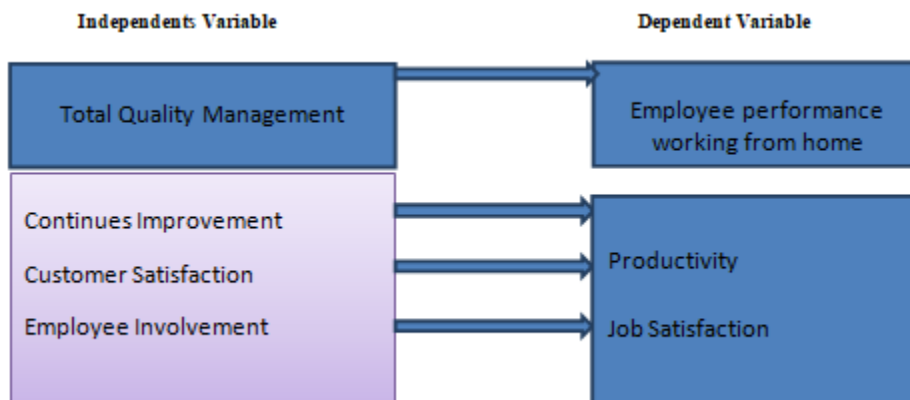 Independents Variable
Dependent Variable
Total Quality Management
Employee performance
working from home
Continues Improvement
Customer Satisfaction
Employee Involvement
Productivity
Job Satisfaction